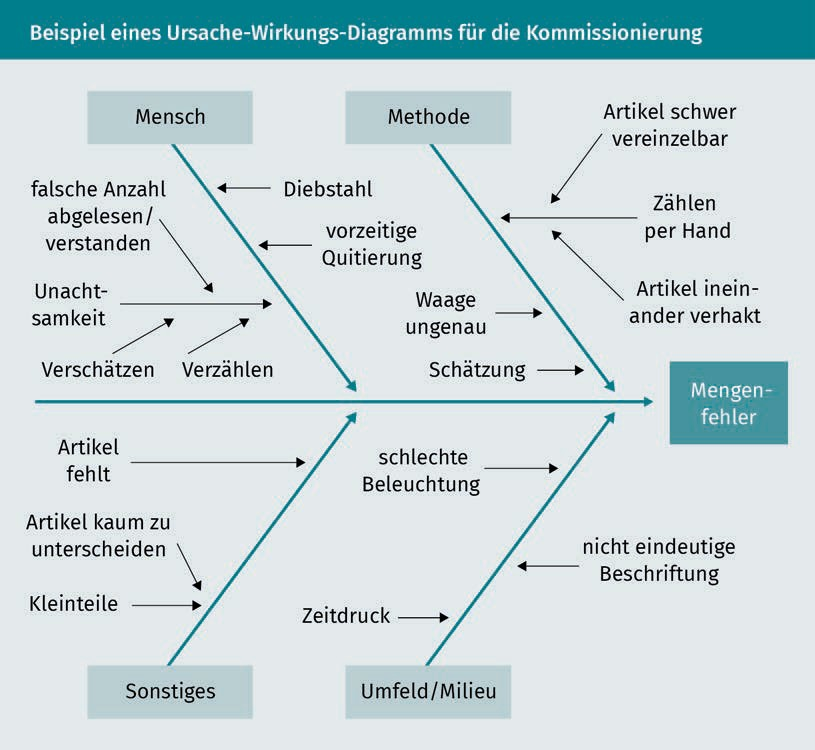 Beispiel eines Ursache-Wirkungs-Diagramms für die Kommissionierung
Mensch
Methode
Artikel schwer
vereinzelbar
falsche Anzahl
abgelesen/
verstanden
Diebstahl
vorzeitige
Quitierung
Zählen
per Hand
Unacht-
samkeit
Waage
ungenau
Artikel inein-
ander verhakt
Verschätzen
Verzählen
Schätzung
Mengen-
fehler
Artikel
fehlt
schlechte
Beleuchtung
Artikel kaum zu
unterscheiden
nicht eindeutige
Beschriftung
Kleinteile
Zeitdruck
Sonstiges
Umfeld/Milieu